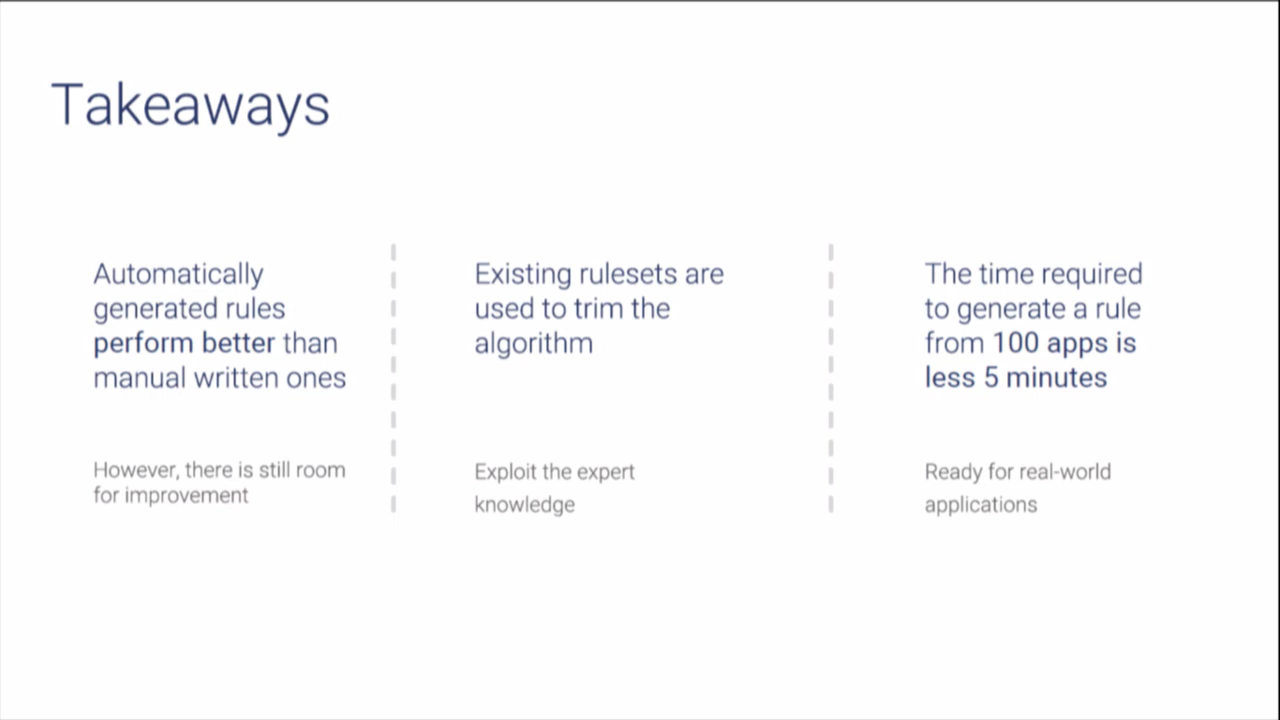 Takeaways
Automatically
generated rules
perform better than
manual written ones
However, there is still room
for improvement
Existing rulesets are
used to trim the
algorithm
Exploit the expert
knowledge
The time required
to generate a rule
from 100 apps is
less 5 minutes
Ready for real-world
applications